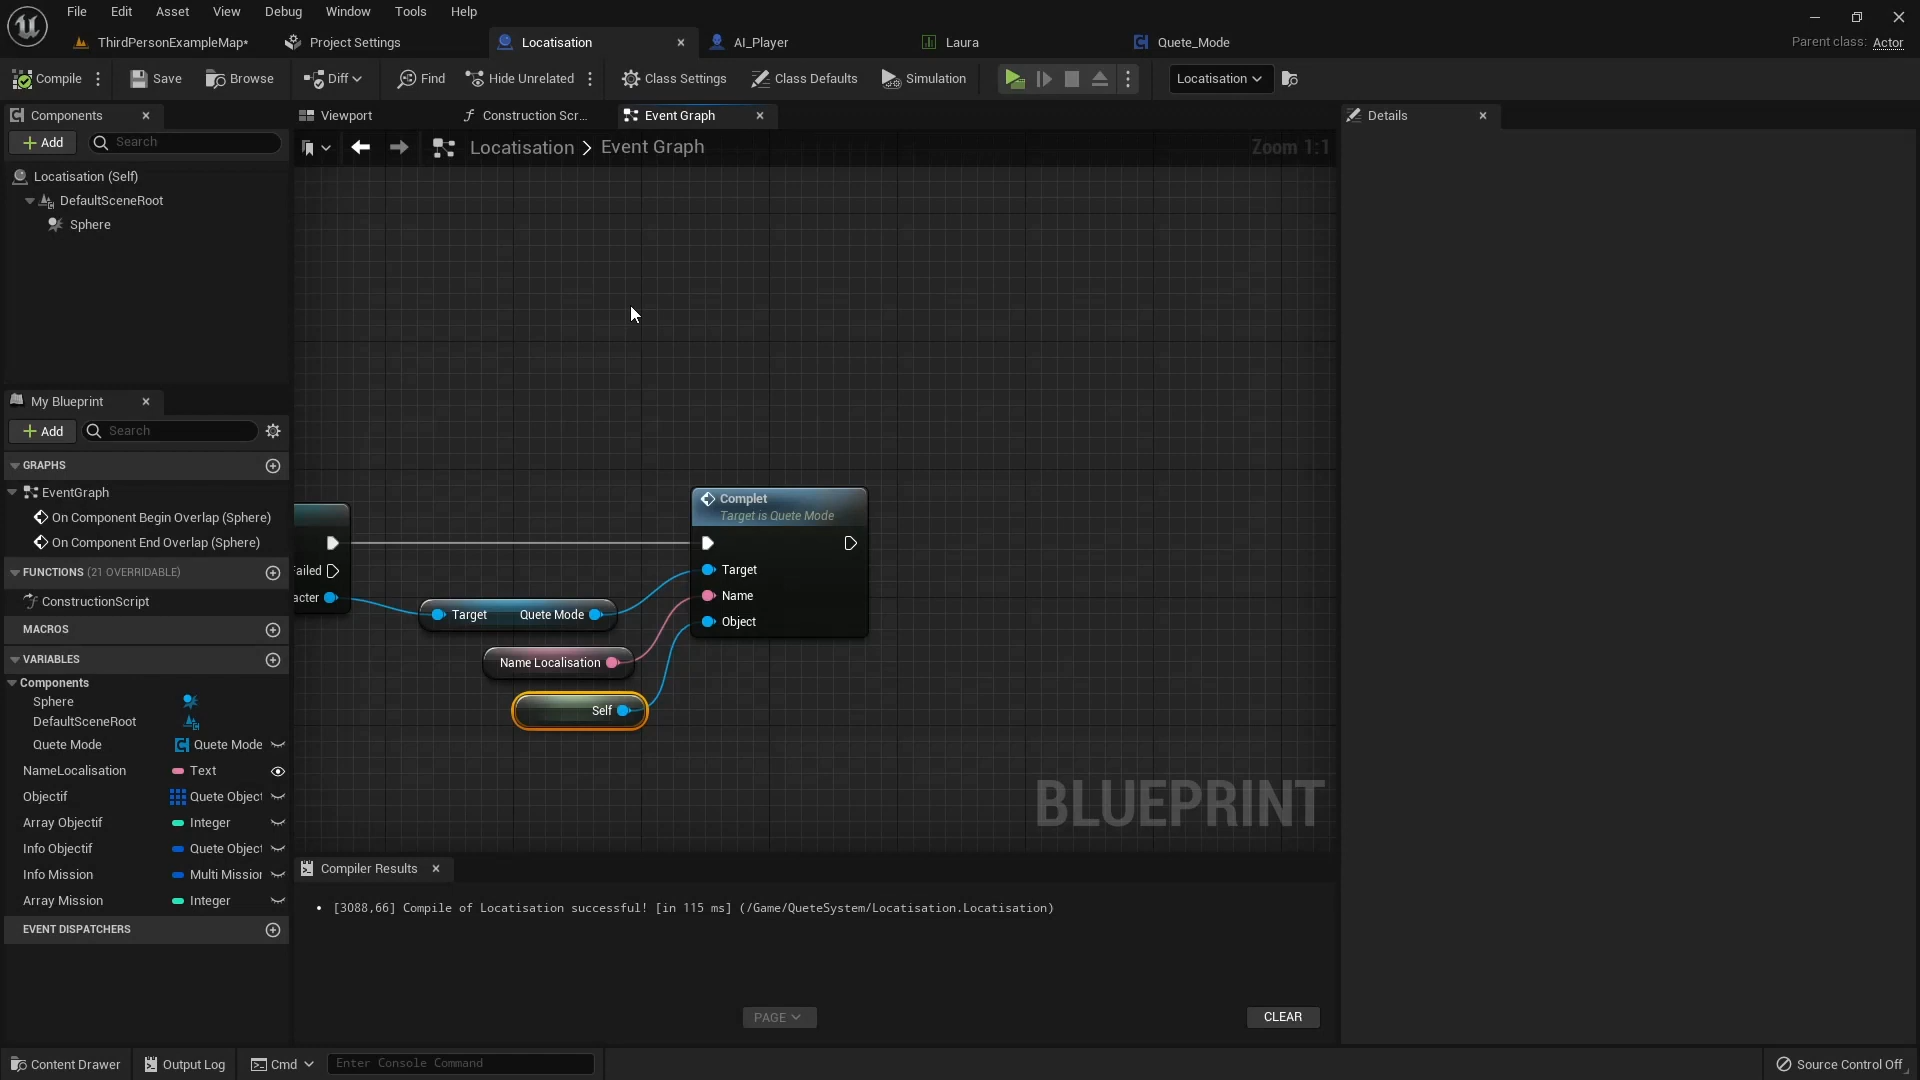 File Edit Asset View Debug Window Tools Help
ThirdPersonExampleMap* Project Settings Locatisation AI_Player Laura Quete_Mode Parent class: Actor
Compile Save Browse Diff Find Hide Unrelated Class Settings Class Defaults Simulation Locatisation
Components Viewport Construction Scr... Event Graph Details
Add Search
Locatisation > Event Graph Zoom 1:1
Locatisation (Self)
DefaultSceneRoot
Sphere
My Blueprint
Add Search
GRAPHS
EventGraph
On Component Begin Overlap (Sphere)
On Component End Overlap (Sphere)
FUNCTIONS (21 OVERRIDABLE)
ConstructionScript
MACROS
VARIABLES
Components
Sphere
DefaultSceneRoot
Quete Mode Quete Mode
NameLocalisation Text
Objectif Quete Object
Array Objectif Integer
Info Objectif Quete Object
Info Mission Multi Mission
Array Mission Integer
EVENT DISPATCHERS
Complet
Target is Quete Mode
ailed
Target
acter
Name
Target Quete Mode
Object
Name Localisation
Self
BLUEPRINT
Compiler Results
• [3088,66] Compile of Locatisation successful! [in 115 ms] (/Game/QueteSystem/Locatisation.Locatisation)
PAGE CLEAR
Content Drawer Output Log Cmd Enter Console Command Source Control Off